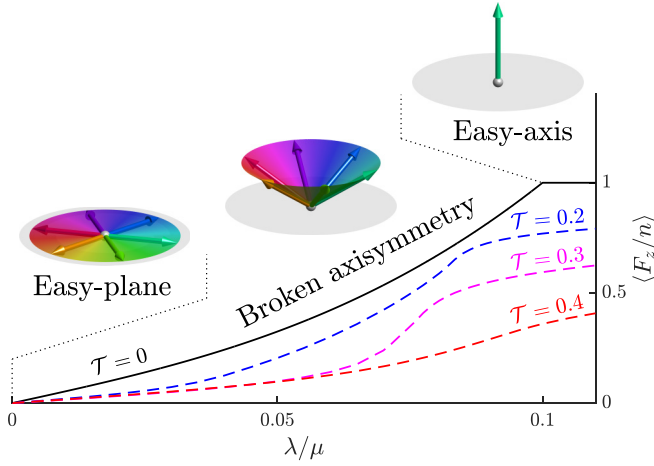 Easy-axis
1
Broken axisymmetry
𝒯 = 0.2
⟨F_z/n⟩
𝒯 = 0.3
Easy-plane
0.5
𝒯 = 0.4
𝒯 = 0
0
0
0.05
0.1
λ/μ